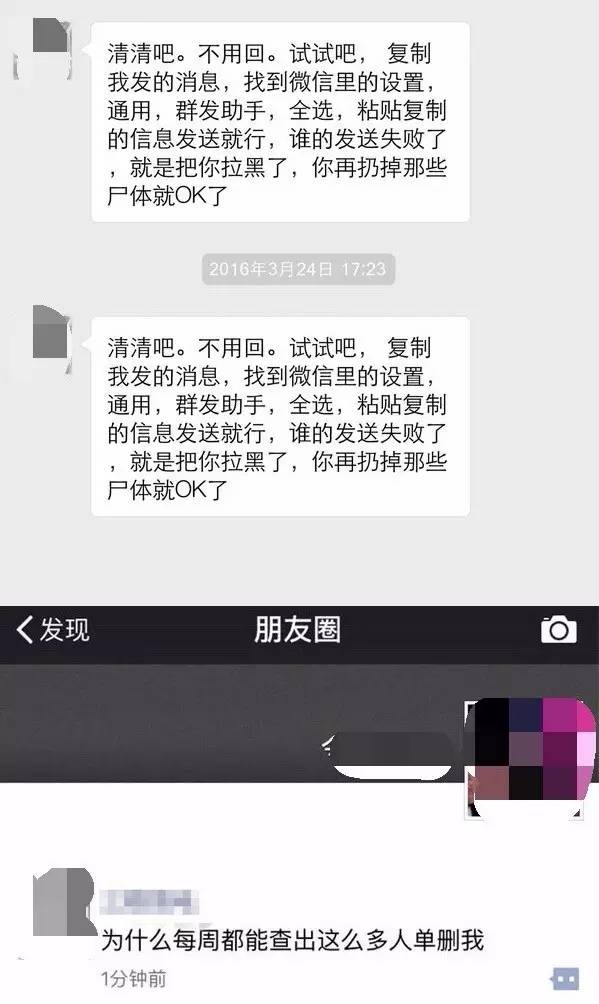 清清吧。不用回。试试吧， 复制
我发的消息，找到微信里的设置，
通用，群发助手，全选，粘贴复制
的信息发送就行，谁的发送失败了
，就是把你拉黑了，你再扔掉那些
尸体就OK了
2016年3月24日 17:23
清清吧。不用回。试试吧， 复制
我发的消息，找到微信里的设置，
通用，群发助手，全选，粘贴复制
的信息发送就行，谁的发送失败了
，就是把你拉黑了，你再扔掉那些
尸体就OK了
发现
朋友圈
为什么每周都能查出这么多人单删我
1分钟前